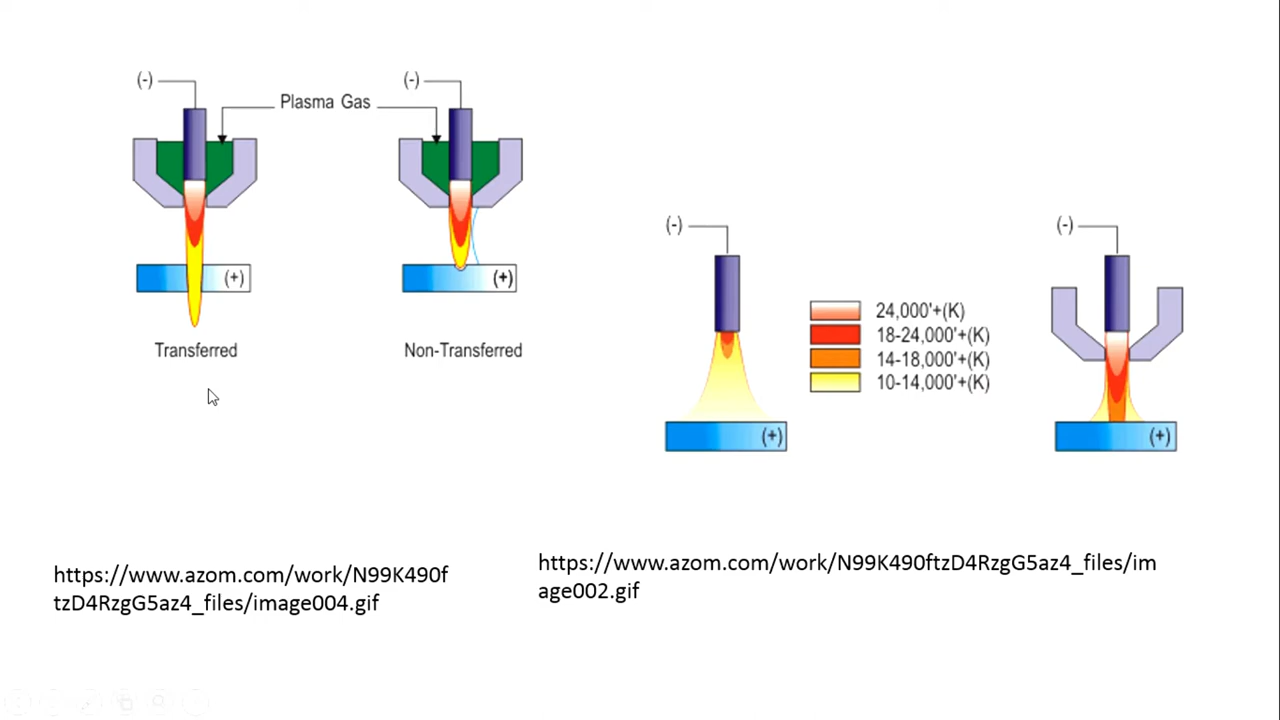 (-)
(-)
Plasma Gas
(+)
(+)
Transferred
Non-Transferred
(-)
(-)
24,000'+(K)
18-24,000'+(K)
14-18,000'+(K)
10-14,000'+(K)
(+)
(+)
https://www.azom.com/work/N99K490f
tzD4RzgG5az4_files/image004.gif
https://www.azom.com/work/N99K490ftzD4RzgG5az4_files/im
age002.gif